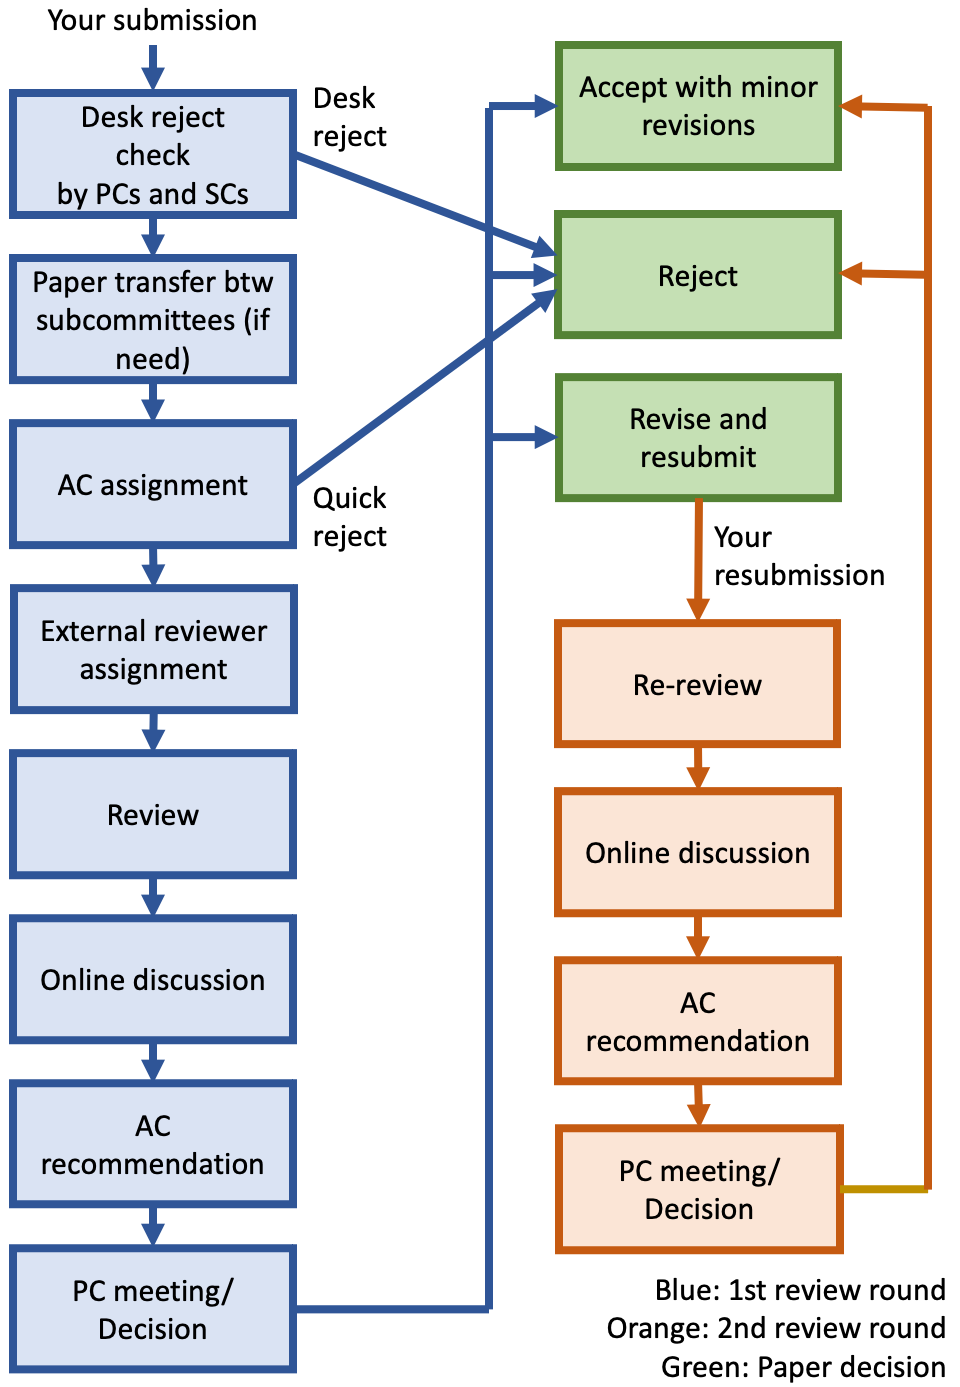 Your submission
Desk reject
check
by PCs and SCs
Desk
reject
Paper transfer btw
subcommittees (if
need)
AC assignment
Quick
reject
External reviewer
assignment
Review
Online discussion
AC
recommendation
PC meeting/
Decision
Accept with minor
revisions
Reject
Revise and
resubmit
Your
resubmission
Re-review
Online discussion
AC
recommendation
PC meeting/
Decision
Blue: 1st review round
Orange: 2nd review round
Green: Paper decision